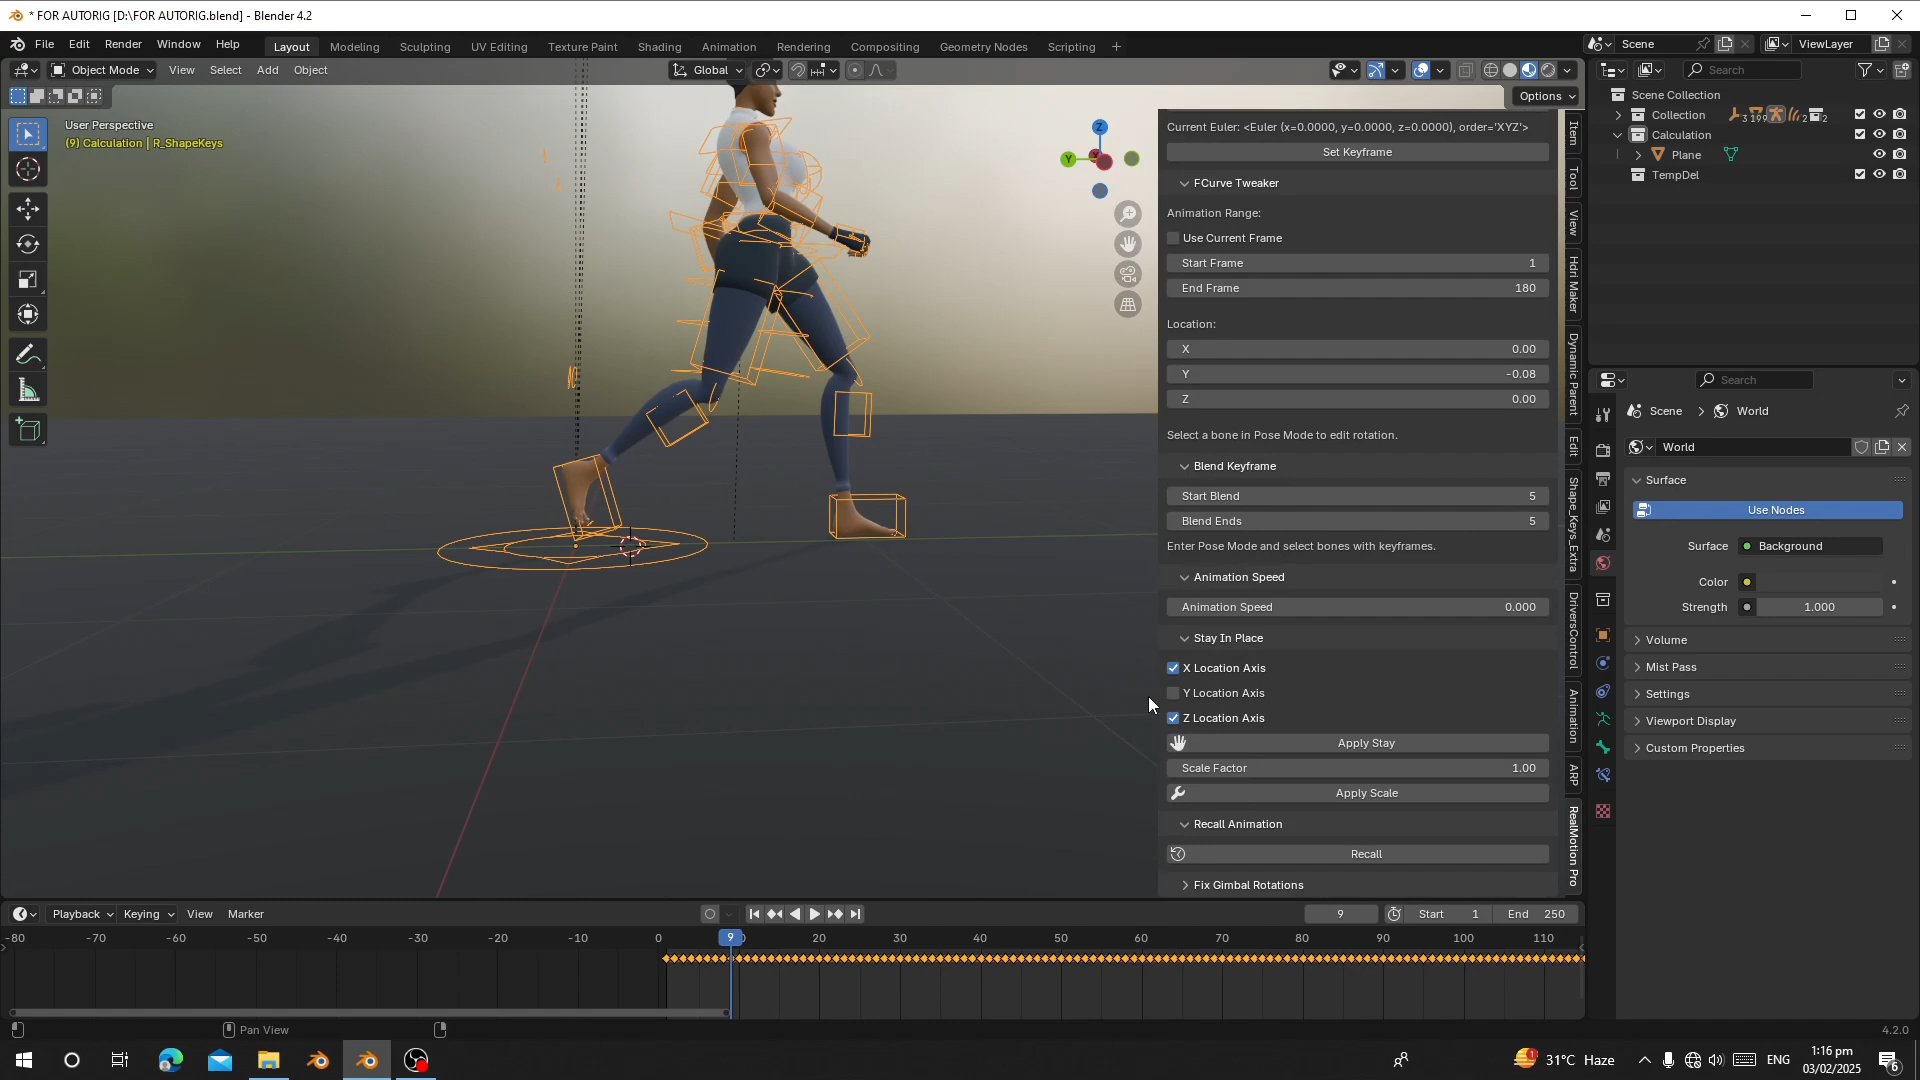 * FOR AUTORIG [D:\FOR AUTORIG.blend] - Blender 4.2
File Edit Render Window Help Layout Modeling Sculpting UV Editing Texture Paint Shading Animation Rendering Compositing Geometry Nodes Scripting + Scene ViewLayer
Object Mode View Select Add Object Global Search
Options
User Perspective
(9) Calculation | R_ShapeKeys
Z
Y
X
Current Euler: <Euler (x=0.0000, y=0.0000, z=0.0000), order='XYZ'>
Set Keyframe
FCurve Tweaker
Animation Range:
Use Current Frame
Start Frame 1
End Frame 180
Location:
X 0.00
Y -0.08
Z 0.00
Select a bone in Pose Mode to edit rotation.
Blend Keyframe
Start Blend 5
Blend Ends 5
Enter Pose Mode and select bones with keyframes.
Animation Speed
Animation Speed 0.000
Stay In Place
X Location Axis
Y Location Axis
Z Location Axis
Apply Stay
Scale Factor 1.00
Apply Scale
Recall Animation
Recall
Fix Gimbal Rotations
Item
Tool
View
Hdri Maker
Dynamic Parent
Edit
Shape_Keys_Extra
DriversControl
Animation
ARP
RealMotion Pro
Scene Collection
Collection 3 199 2 2
Calculation
Plane
TempDel
Search
Scene World
World
Surface
Use Nodes
Surface Background
Color
Strength 1.000
Volume
Mist Pass
Settings
Viewport Display
Custom Properties
Playback Keying View Marker 9 Start 1 End 250
-80 -70 -60 -50 -40 -30 -20 -10 0 9 20 30 40 50 60 70 80 90 100 110
Pan View 4.2.0
31°C Haze ENG 1:16 pm
03/02/2025 6